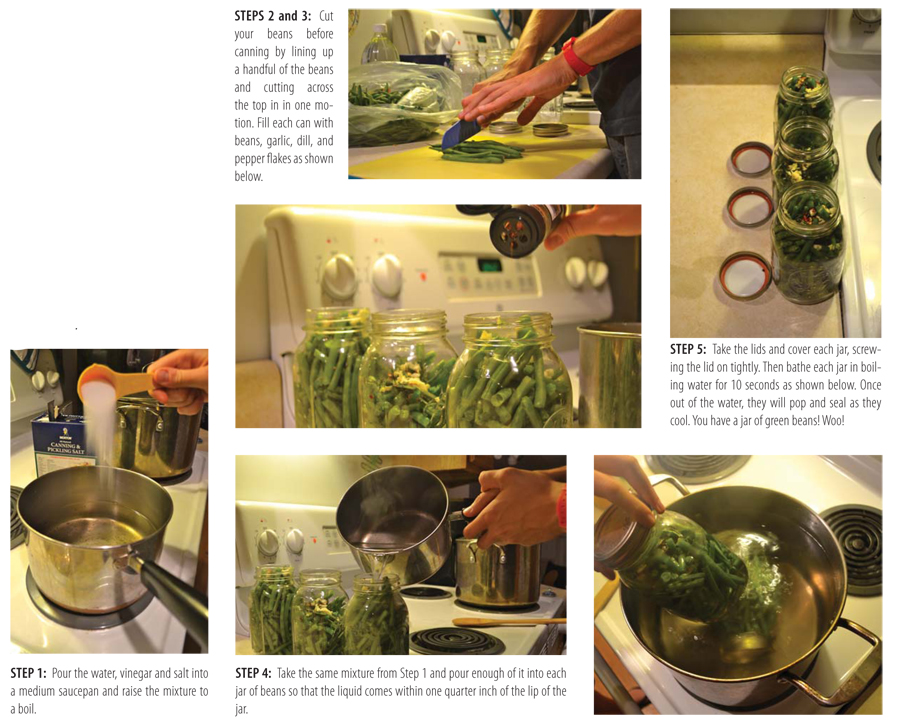 STEPS 2 and 3: Cut
your beans before
canning by lining up
a handful of the beans
and cutting across
the top in in one mo-
tion. Fill each can with
beans, garlic, dill, and
pepper flakes as shown
below.
STEP 5: Take the lids and cover each jar, screw-
ing the lid on tightly. Then bathe each jar in boil-
ing water for 10 seconds as shown below. Once
out of the water, they will pop and seal as they
cool. You have a jar of green beans! Woo!
MORTON
CANNING &
PICKLING SALT
STEP 1: Pour the water, vinegar and salt into
a medium saucepan and raise the mixture to
a boil.
STEP 4: Take the same mixture from Step 1 and pour enough of it into each
jar of beans so that the liquid comes within one quarter inch of the lip of the
jar.